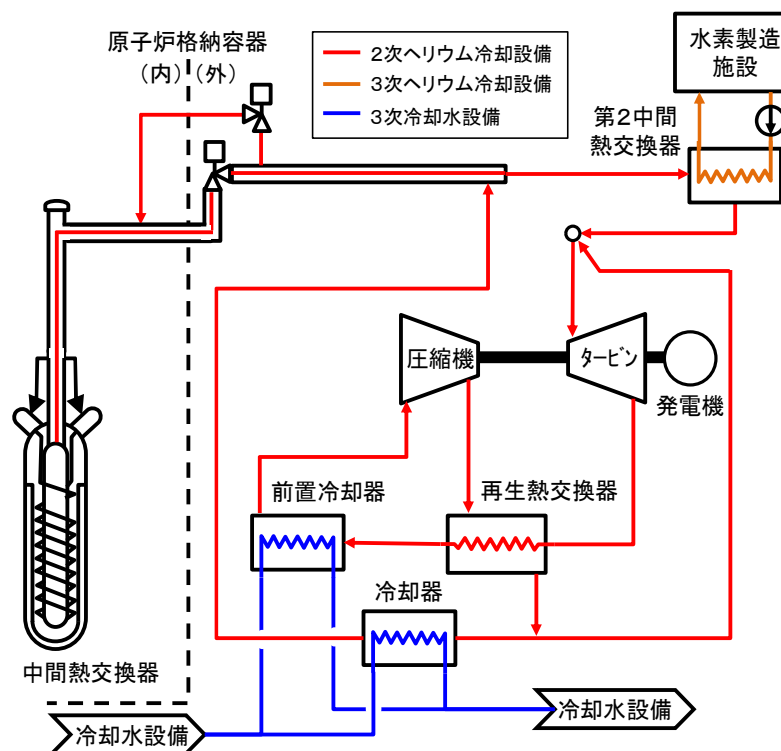 原子炉格納容器
（内）（外）
2次ヘリウム冷却設備
3次ヘリウム冷却設備
3次冷却水設備
水素製造
施設
第2中間
熱交換器
圧縮機
タービン
発電機
前置冷却器
再生熱交換器
冷却器
中間熱交換器
冷却水設備
冷却水設備